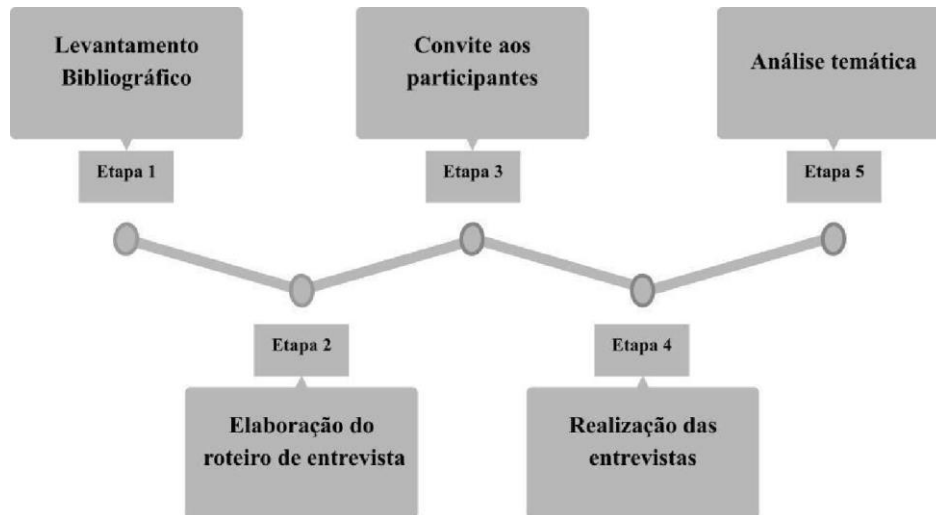 Levantamento
Bibliográfico
Etapa 1
Elaboração do
roteiro de entrevista
Etapa 2
Convite aos
participantes
Etapa 3
Realização das
entrevistas
Etapa 4
Análise temática
Etapa 5